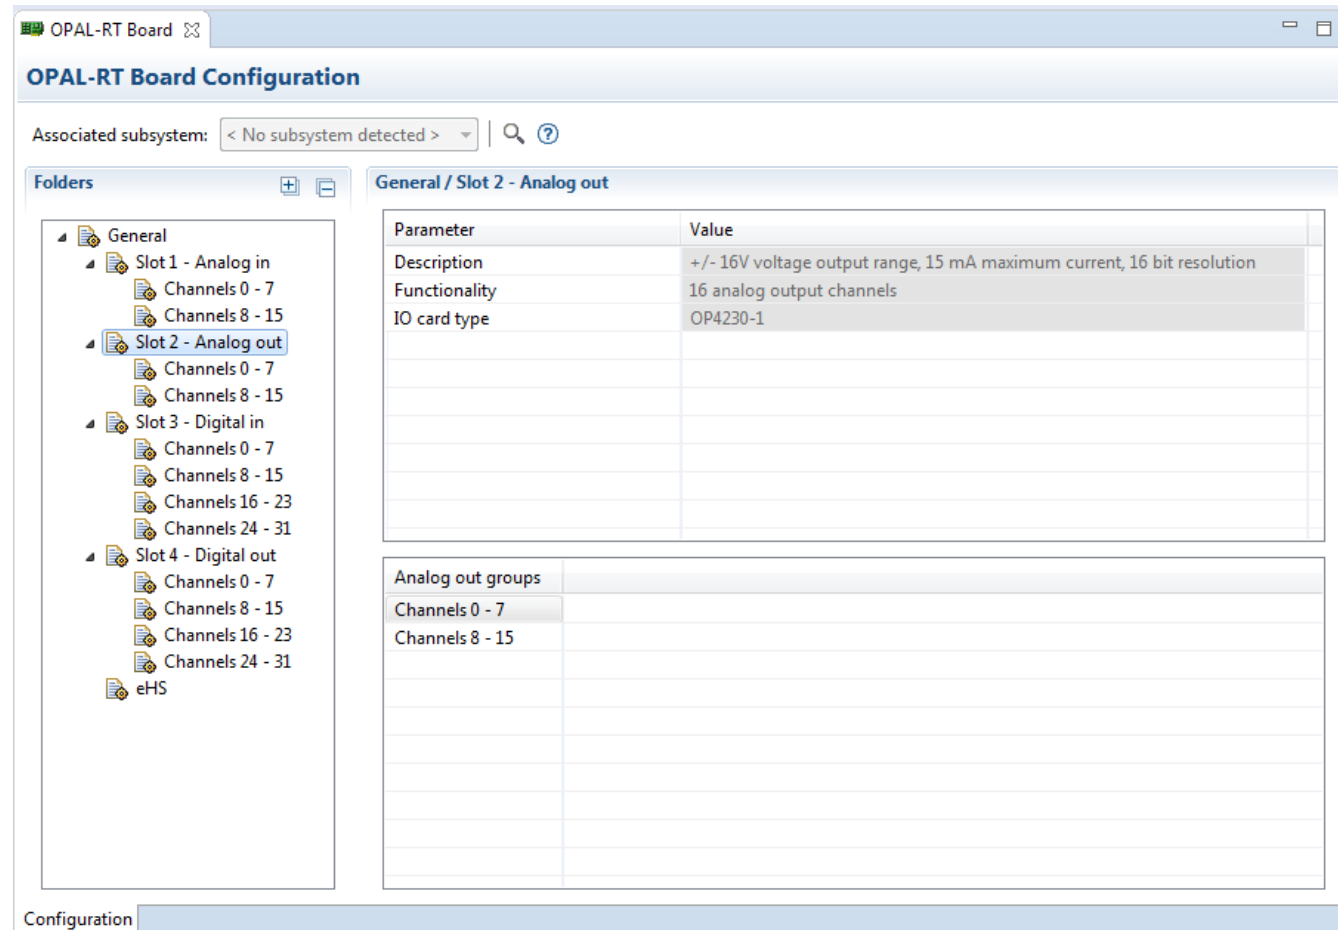 OPAL-RT Board
OPAL-RT Board Configuration
Associated subsystem: < No subsystem detected >
Folders
General
Slot 1 - Analog in
Channels 0 - 7
Channels 8 - 15
Slot 2 - Analog out
Channels 0 - 7
Channels 8 - 15
Slot 3 - Digital in
Channels 0 - 7
Channels 8 - 15
Channels 16 - 23
Channels 24 - 31
Slot 4 - Digital out
Channels 0 - 7
Channels 8 - 15
Channels 16 - 23
Channels 24 - 31
eHS
General / Slot 2 - Analog out
Parameter Value
Description +/- 16V voltage output range, 15 mA maximum current, 16 bit resolution
Functionality 16 analog output channels
IO card type OP4230-1
Analog out groups
Channels 0 - 7
Channels 8 - 15
Configuration